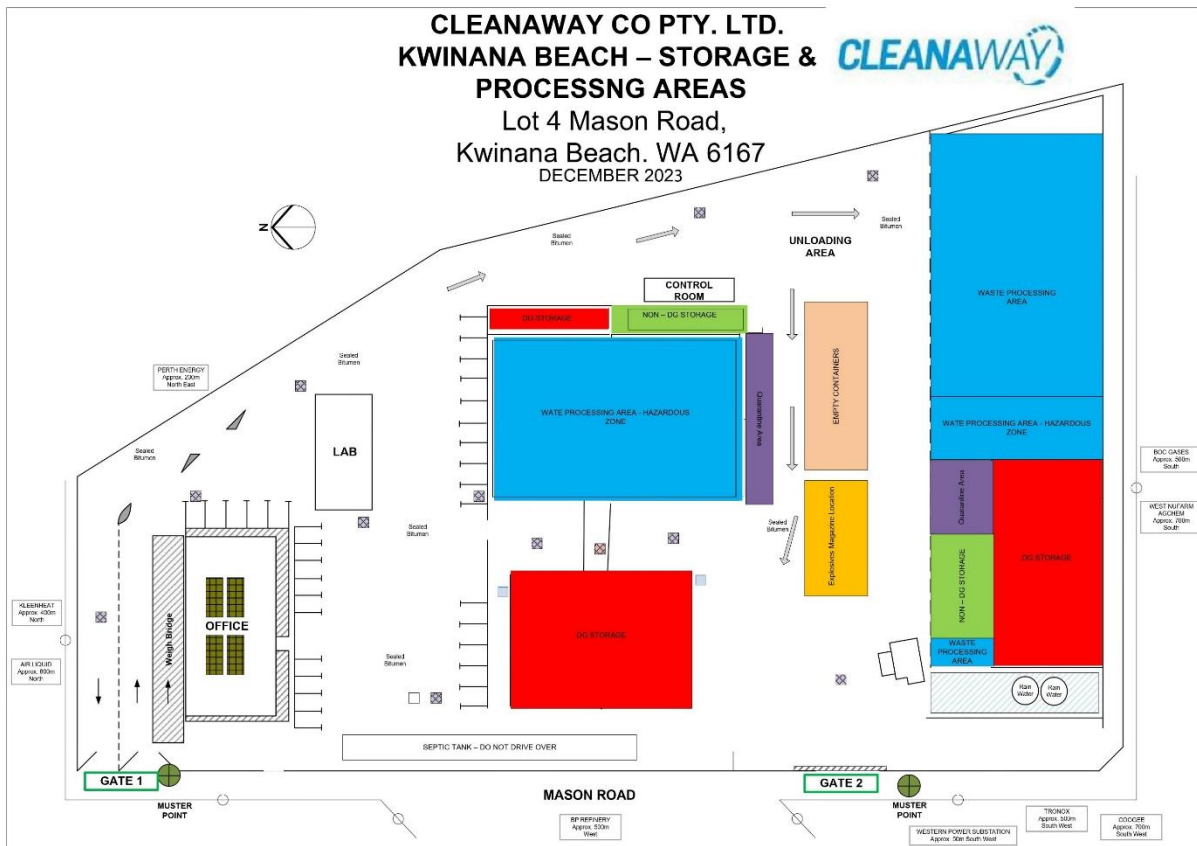 CLEANAWAY CO PTY. LTD.
KWINANA BEACH – STORAGE &
PROCESSNG AREAS
Lot 4 Mason Road,
Kwinana Beach. WA 6167
DECEMBER 2023
CLEANAWAY
N
Sealed
Bitumen
UNLOADING
AREA
Sealed
Bitumen
CONTROL
ROOM
DG STORAGE
NON – DG STORAGE
WASTE PROCESSING
AREA
PERTH ENERGY
Approx. 200m
North East
Sealed
Bitumen
EMPTY CONTAINERS
WATE PROCESSING AREA - HAZARDOUS
ZONE
Quarantine Area
WATE PROCESSING AREA - HAZARDOUS
ZONE
LAB
Sealed
Bitumen
BOC GASES
Approx. 500m
South
Quarantine Area
WEST NUFARM
AGCHEM
Approx. 700m
South
Sealed
Bitumen
Sealed
Bitumen
Explosives Magazine Location
DG STORAGE
NON – DG STORAGE
KLEENHEAT
Approx. 400m
North
Weigh Bridge
OFFICE
DG STORAGE
AIR LIQUID
Approx. 600m
North
Sealed
Bitumen
WASTE
PROCESSING
AREA
Rain
Water
Rain
Water
SEPTIC TANK – DO NOT DRIVE OVER
GATE 1
MUSTER
POINT
MASON ROAD
GATE 2
MUSTER
POINT
BP REFINERY
Approx. 500m
West
WESTERN POWER SUBSTATION
Approx. 50m South West
TRONOX
Approx. 500m
South West
COOGEE
Approx. 700m
South West